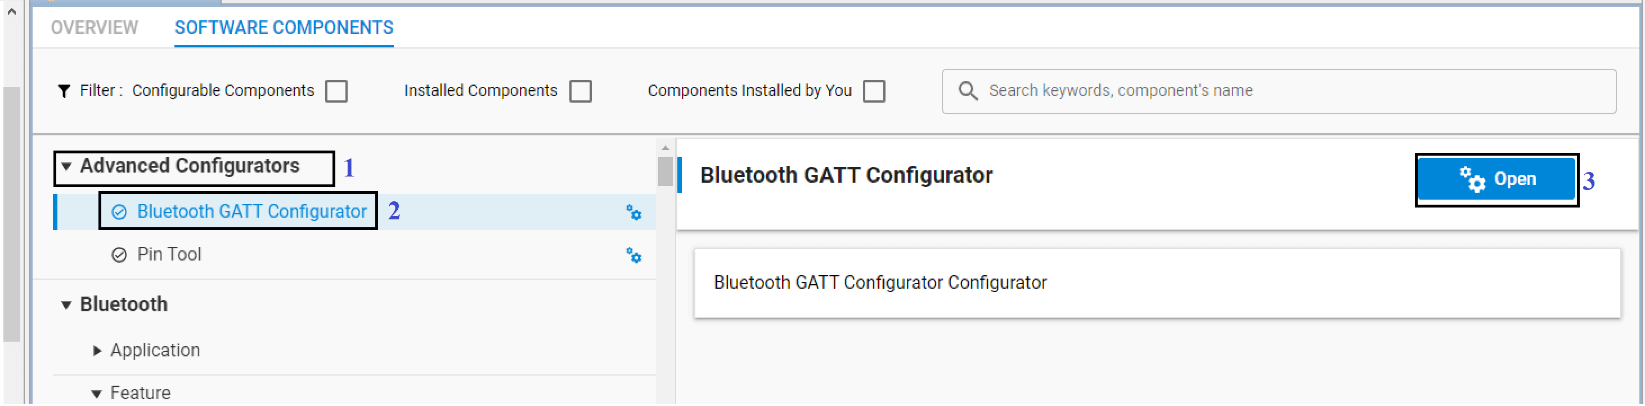 OVERVIEW SOFTWARE COMPONENTS
Filter : Configurable Components Installed Components Components Installed by You Search keywords, component's name
Advanced Configurators 1
Bluetooth GATT Configurator 2
Pin Tool
Bluetooth
Application
Feature
Bluetooth GATT Configurator Open 3
Bluetooth GATT Configurator Configurator